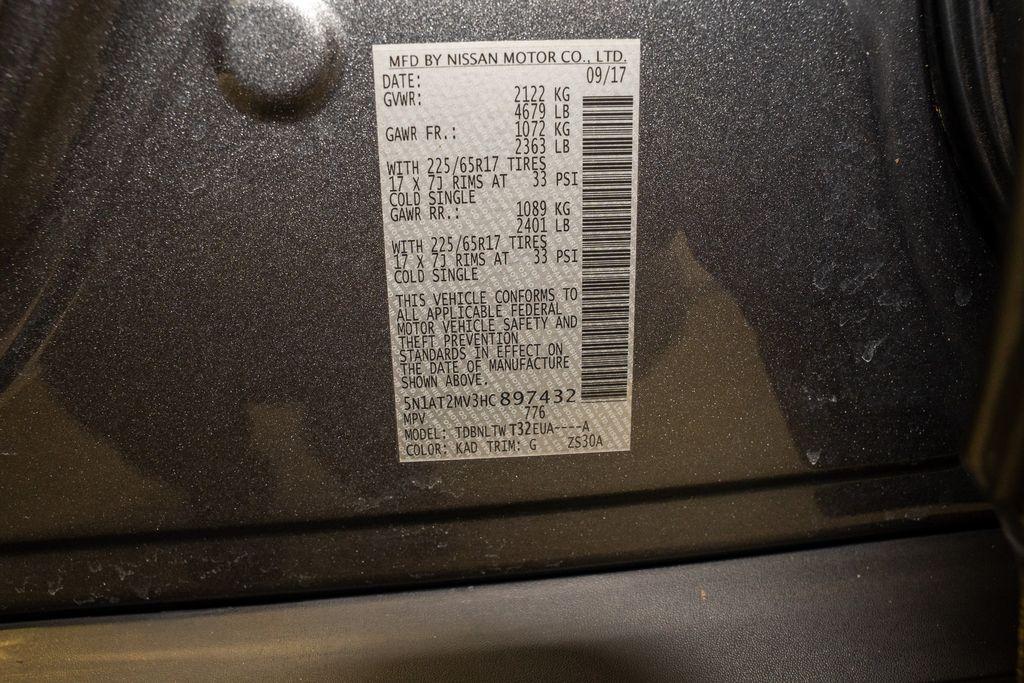 MFD BY NISSAN MOTOR CO., LTD.
DATE: 09/17
GVWR: 2122 KG
4679 LB
GAWR FR.: 1072 KG
2363 LB
WITH 225/65R17 TIRES
17 X 7J RIMS AT 33 PSI
COLD SINGLE
GAWR RR.: 1089 KG
2401 LB
WITH 225/65R17 TIRES
17 X 7J RIMS AT 33 PSI
COLD SINGLE
THIS VEHICLE CONFORMS TO
ALL APPLICABLE FEDERAL
MOTOR VEHICLE SAFETY AND
THEFT PREVENTION
STANDARDS IN EFFECT ON
THE DATE OF MANUFACTURE
SHOWN ABOVE.
5N1AT2MV3HC897432
MPV 776
MODEL: TDBNLTWT32EUA----A
COLOR: KAD TRIM: G ZS30A